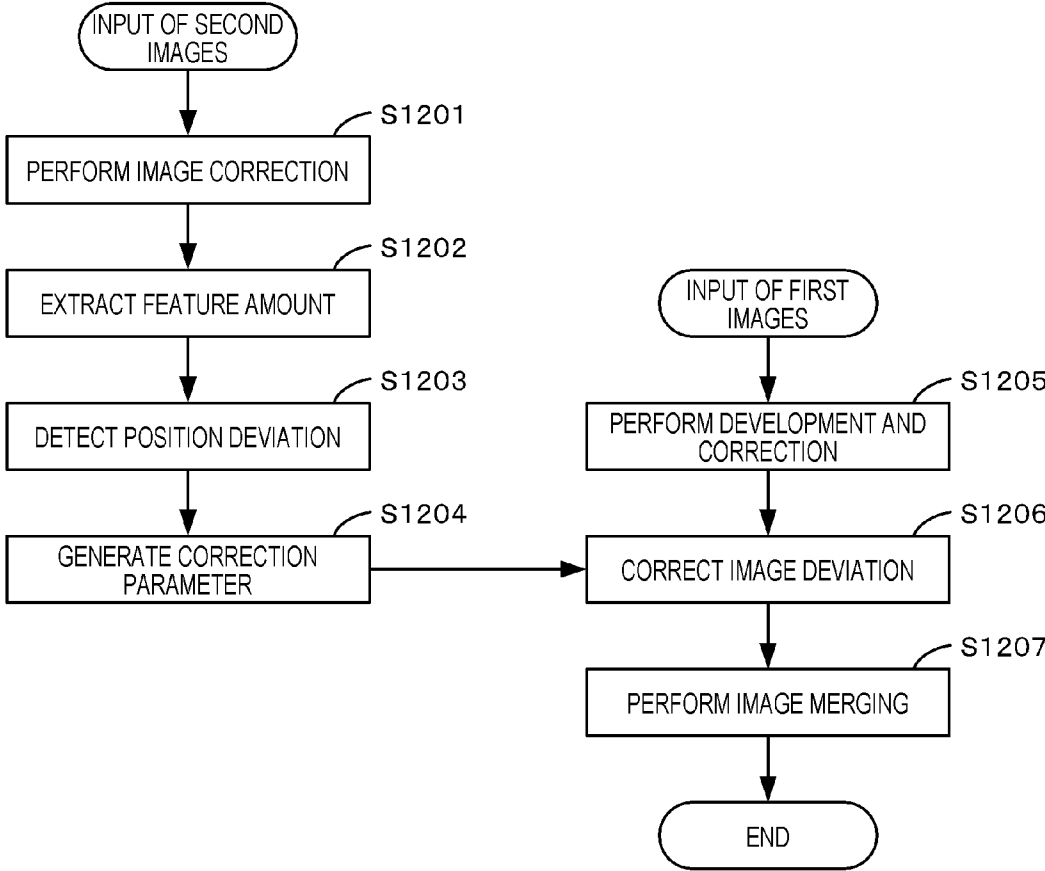 INPUT OF SECOND
IMAGES
S1201
PERFORM IMAGE CORRECTION
S1202
EXTRACT FEATURE AMOUNT
S1203
DETECT POSITION DEVIATION
S1204
GENERATE CORRECTION
PARAMETER
INPUT OF FIRST
IMAGES
S1205
PERFORM DEVELOPMENT AND
CORRECTION
S1206
CORRECT IMAGE DEVIATION
S1207
PERFORM IMAGE MERGING
END